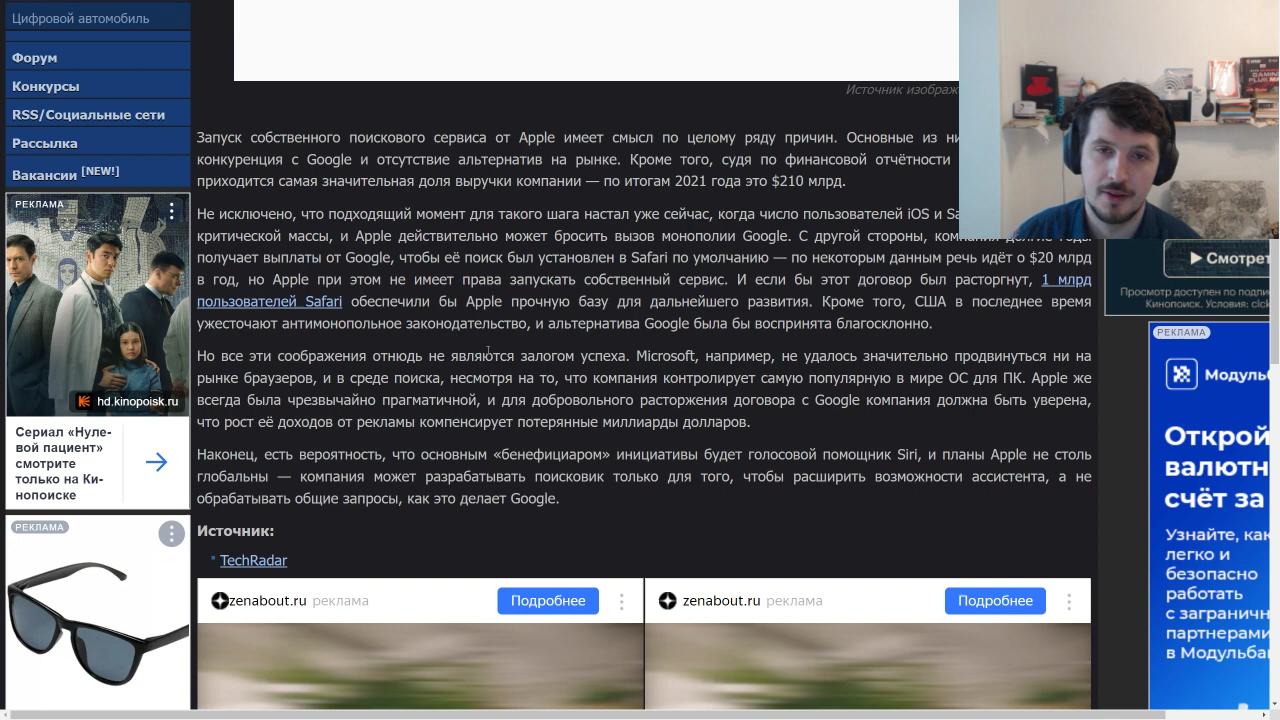 Цифровой автомобиль
Форум
Конкурсы
RSS/Социальные сети
Рассылка
Вакансии [NEW!]
РЕКЛАМА
hd.kinopoisk.ru
Сериал «Нуле-
вой пациент»
смотрите
только на Ки-
нопоиске
РЕКЛАМА
Источник изображ
Запуск собственного поискового сервиса от Apple имеет смысл по целому ряду причин. Основные из
конкуренция с Google и отсутствие альтернатив на рынке. Кроме того, судя по финансовой отчётности
приходится самая значительная доля выручки компании — по итогам 2021 года это $210 млрд.
Не исключено, что подходящий момент для такого шага настал уже сейчас, когда число пользователей iOS и Sa
критической массы, и Apple действительно может бросить вызов монополии Google. С другой стороны, компания долгие годы
получает выплаты от Google, чтобы её поиск был установлен в Safari по умолчанию — по некоторым данным речь идёт о $20 млрд
в год, но Apple при этом не имеет права запускать собственный сервис. И если бы этот договор был расторгнут, 1 млрд
пользователей Safari обеспечили бы Apple прочную базу для дальнейшего развития. Кроме того, США в последнее время
ужесточают антимонопольное законодательство, и альтернатива Google была бы воспринята благосклонно.
Но все эти соображения отнюдь не являются залогом успеха. Microsoft, например, не удалось значительно продвинуться ни на
рынке браузеров, и в среде поиска, несмотря на то, что компания контролирует самую популярную в мире ОС для ПК. Apple же
всегда была чрезвычайно прагматичной, и для добровольного расторжения договора с Google компания должна быть уверена,
что рост её доходов от рекламы компенсирует потерянные миллиарды долларов.
Наконец, есть вероятность, что основным «бенефициаром» инициативы будет голосовой помощник Siri, и планы Apple не столь
глобальны — компания может разрабатывать поисковик только для того, чтобы расширить возможности ассистента, а не
обрабатывать общие запросы, как это делает Google.
Источник:
TechRadar
zenabout.ru реклама
Подробнее
zenabout.ru реклама
Подробнее
Смотрет
Просмотр доступен по подпи
Кинопоиск. Условия: clck
РЕКЛАМА
Модульб
Открой
валютн
счёт за
Узнайте, как
легко и
безопасно
работать
с заграничн
партнерами
в Модульба